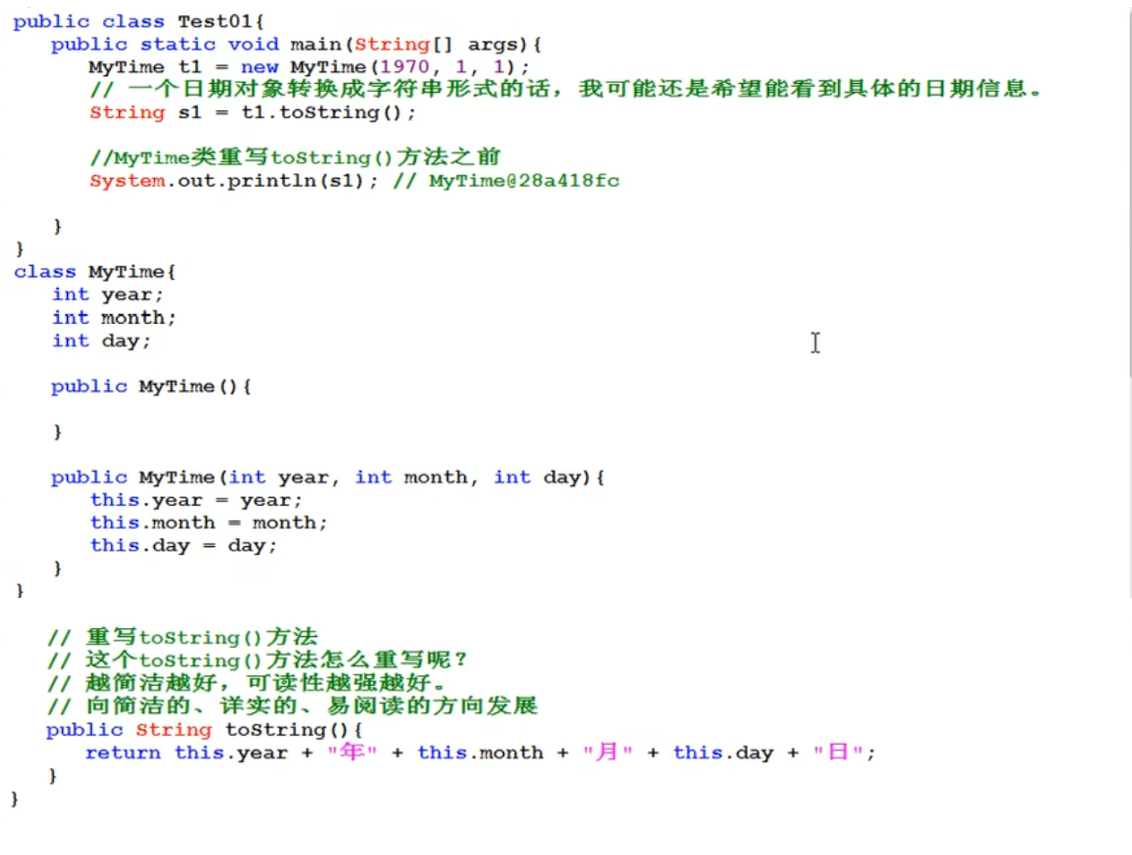 public class Test01{
public static void main(String[] args){
MyTime t1 = new MyTime(1970, 1, 1);
// 一个日期对象转换成字符串形式的话，我可能还是希望能看到具体的日期信息。
String s1 = t1.toString();
//MyTime类重写toString()方法之前
System.out.println(s1); // MyTime@28a418fc
}
}
class MyTime{
int year;
int month;
int day;
public MyTime(){
}
public MyTime(int year, int month, int day){
this.year = year;
this.month = month;
this.day = day;
}
}
// 重写toString()方法
// 这个toString()方法怎么重写呢？
// 越简洁越好，可读性越强越好。
// 向简洁的、详实的、易阅读的方向发展
public String toString(){
return this.year + "年" + this.month + "月" + this.day + "日";
}
}